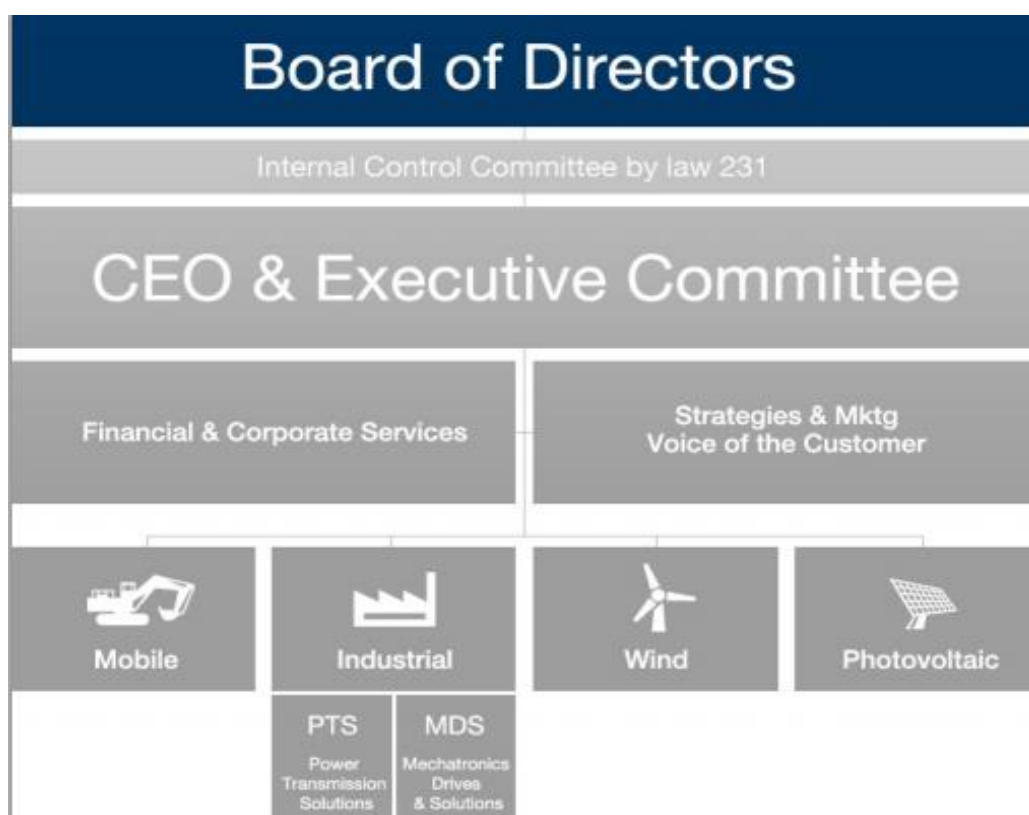 Board of Directors
Internal Control Committee by law 231
CEO & Executive Committee
Financial & Corporate Services
Strategies & Mktg
Voice of the Customer
Mobile
Industrial
Wind
Photovoltaic
PTS
Power
Transmission
Solutions
MDS
Mechatronics
Drives
& Solutions